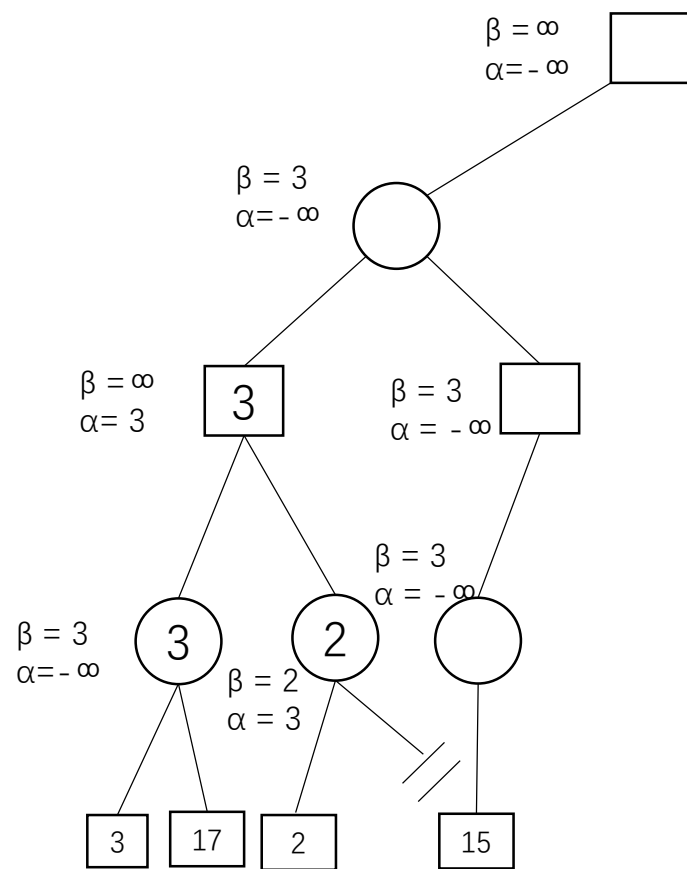 β = ∞
α=-∞
β = 3
α=-∞
β = ∞
α= 3
3
β = 3
α = -∞
β = 3
α = -∞
β = 3
α=-∞
3
2
β = 2
α = 3
3
17
2
15